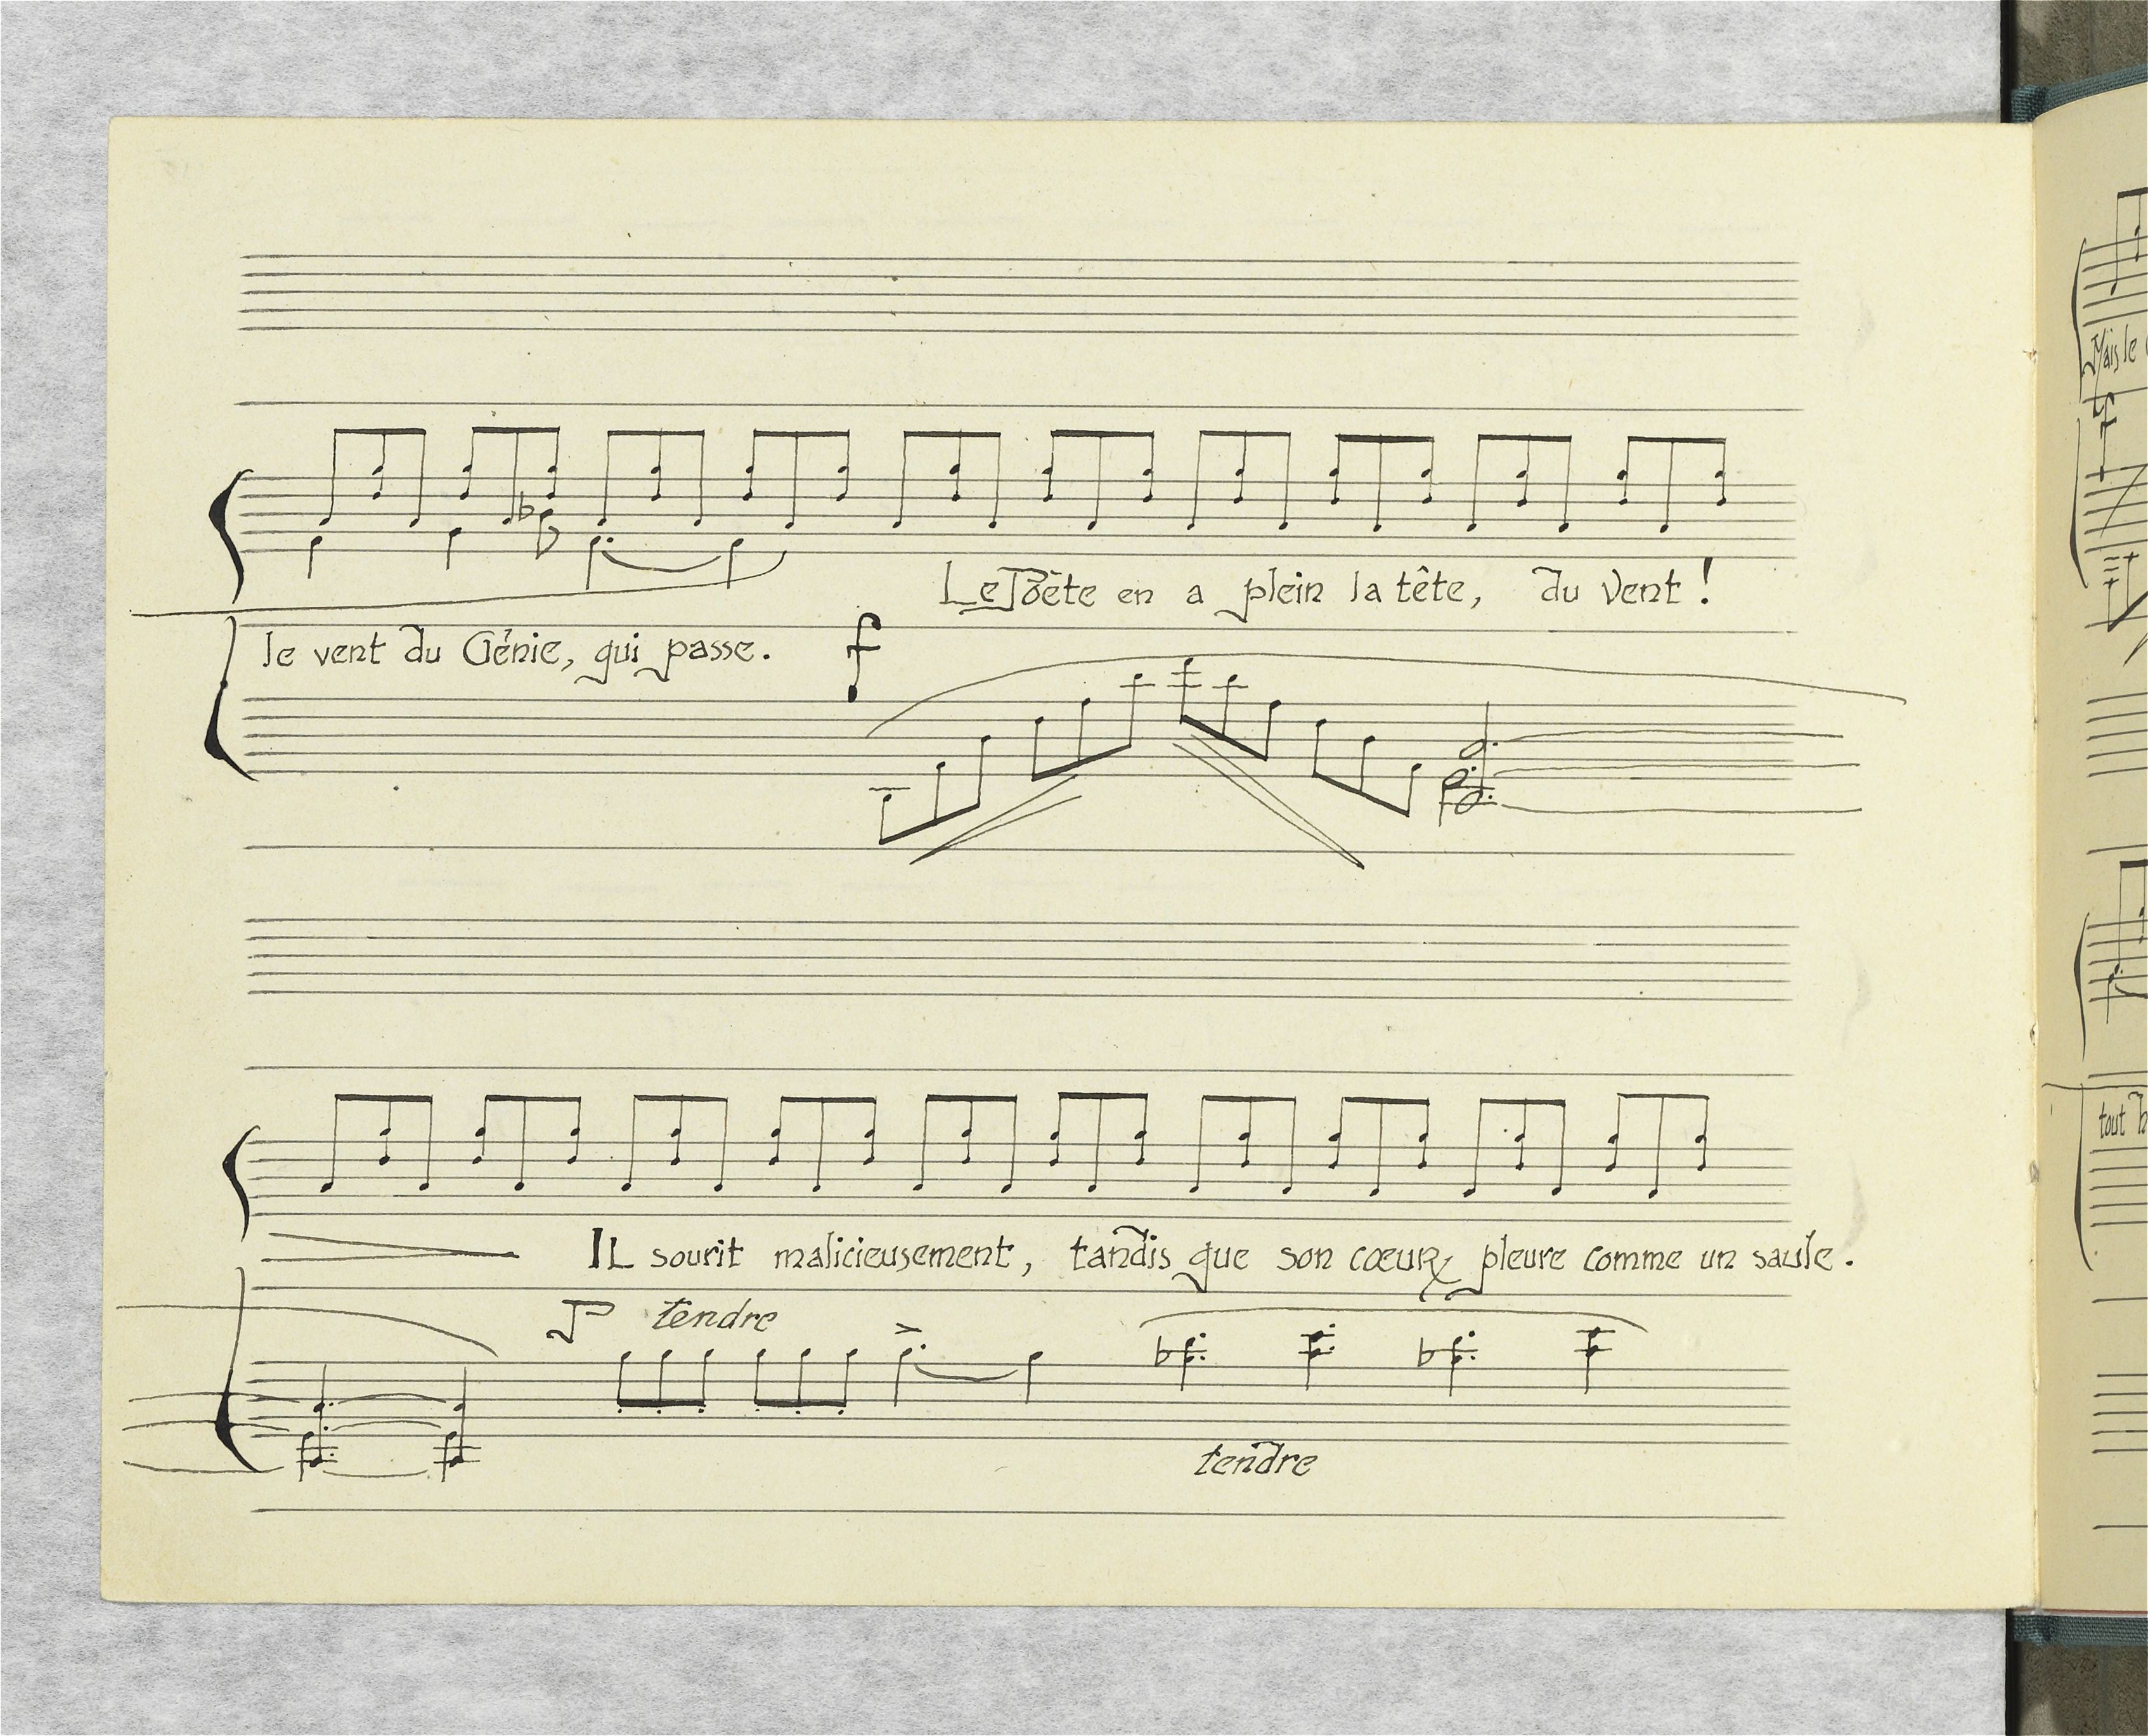 Le Poète en a plein la tête, du vent !
le vent du Génie, qui passe. f
IL sourit malicieusement, tandis que son cœur pleure comme un saule.
p tendre
tendre
Mais le
f
tout